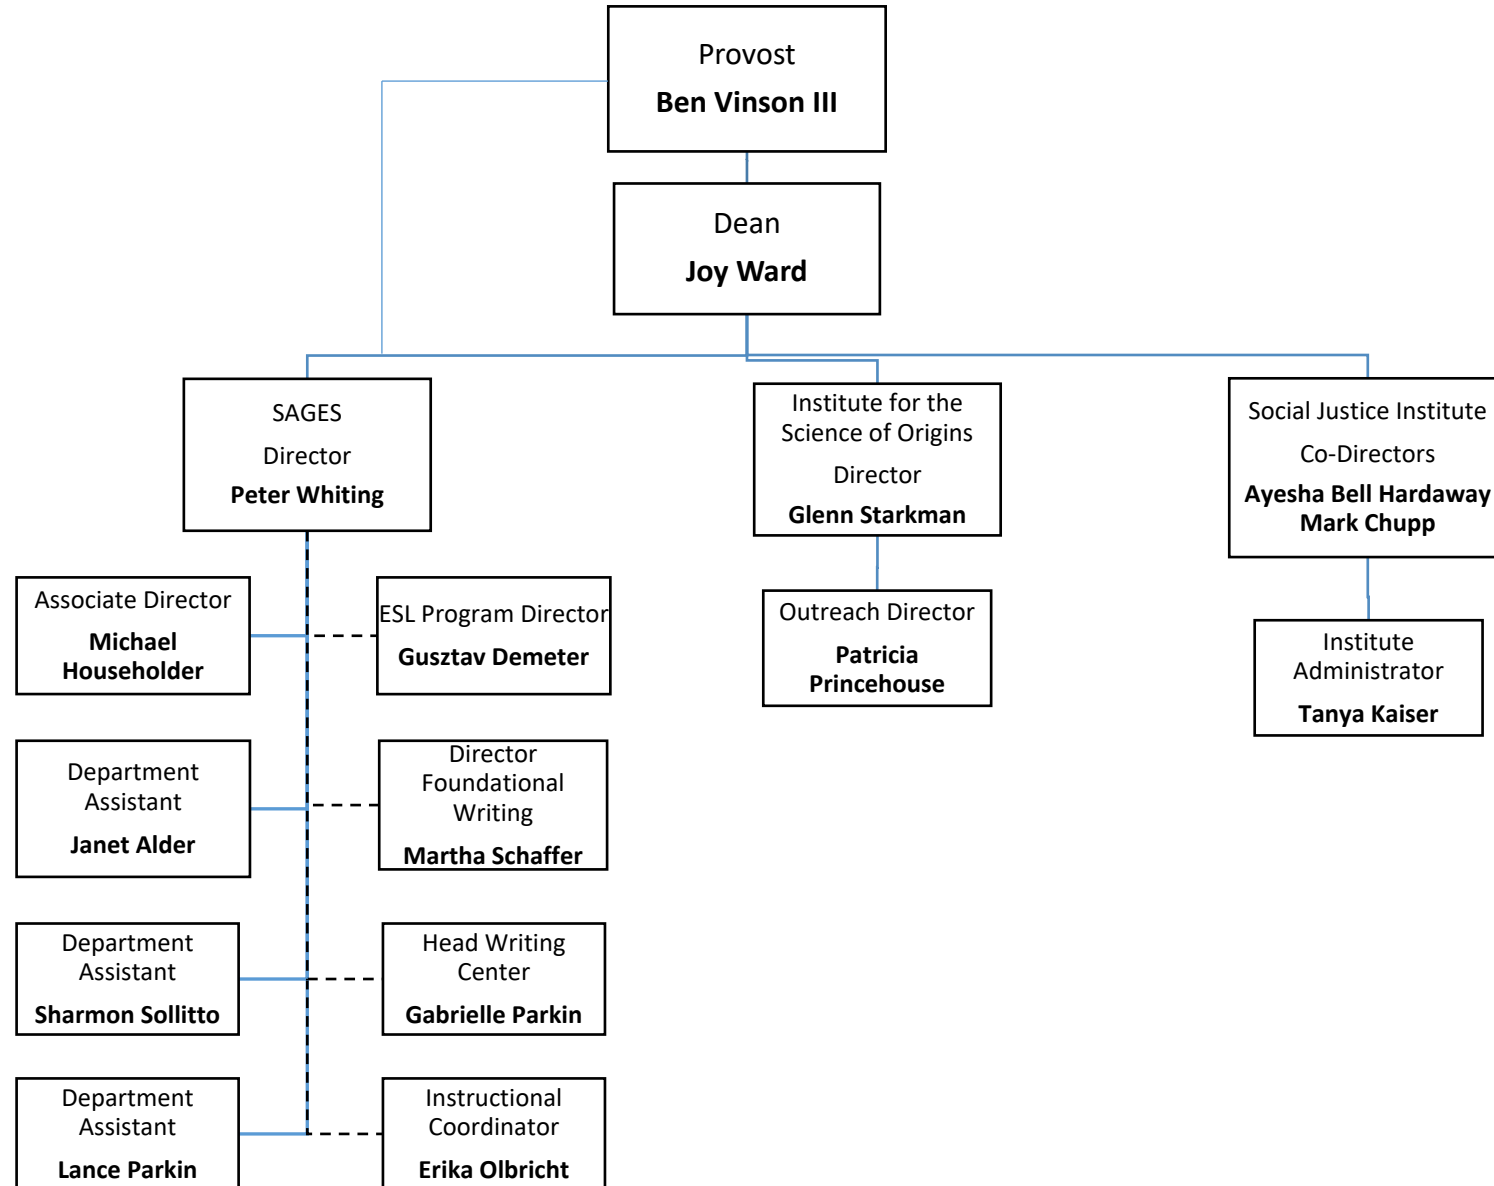 Provost
Ben Vinson III
Dean
Joy Ward
SAGES
Director
Peter Whiting
Institute for the
Science of Origins
Director
Glenn Starkman
Social Justice Institute
Co-Directors
Ayesha Bell Hardaway
Mark Chupp
Associate Director
Michael
Householder
ESL Program Director
Gusztav Demeter
Outreach Director
Patricia
Princehouse
Institute
Administrator
Tanya Kaiser
Department
Assistant
Janet Alder
Director
Foundational
Writing
Martha Schaffer
Department
Assistant
Sharmon Sollitto
Head Writing
Center
Gabrielle Parkin
Department
Assistant
Lance Parkin
Instructional
Coordinator
Erika Olbricht